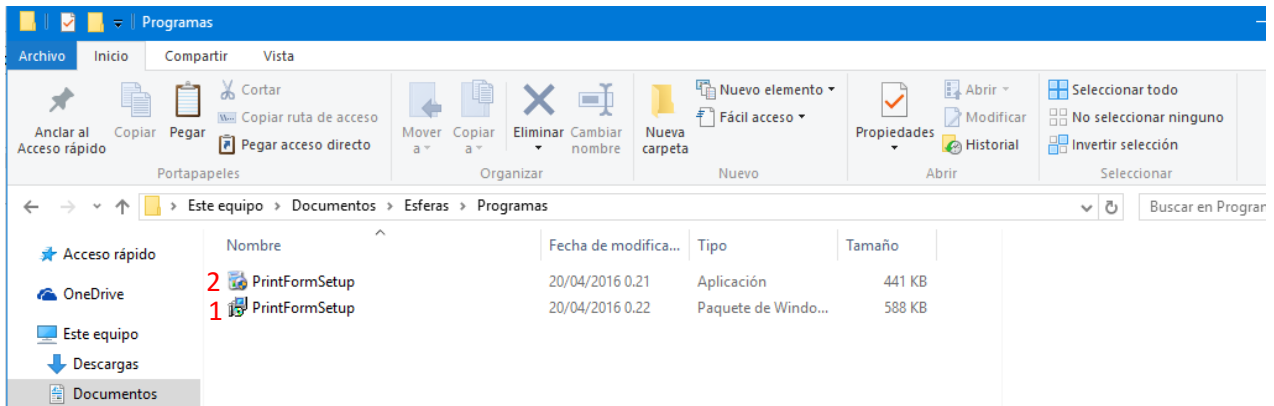 Programas
Archivo Inicio Compartir Vista
Anclar al Acceso rápido
Copiar
Pegar
Cortar
Copiar ruta de acceso
Pegar acceso directo
Portapapeles
Mover a
Copiar a
Eliminar
Cambiar nombre
Organizar
Nueva carpeta
Nuevo elemento
Fácil acceso
Nuevo
Propiedades
Abrir
Modificar
Historial
Abrir
Seleccionar todo
No seleccionar ninguno
Invertir selección
Seleccionar
Este equipo > Documentos > Esferas > Programas
Buscar en Program
Acceso rápido
OneDrive
Este equipo
Descargas
Documentos
Nombre Fecha de modifica... Tipo Tamaño
2 PrintFormSetup 20/04/2016 0.21 Aplicación 441 KB
1 PrintFormSetup 20/04/2016 0.22 Paquete de Windo... 588 KB